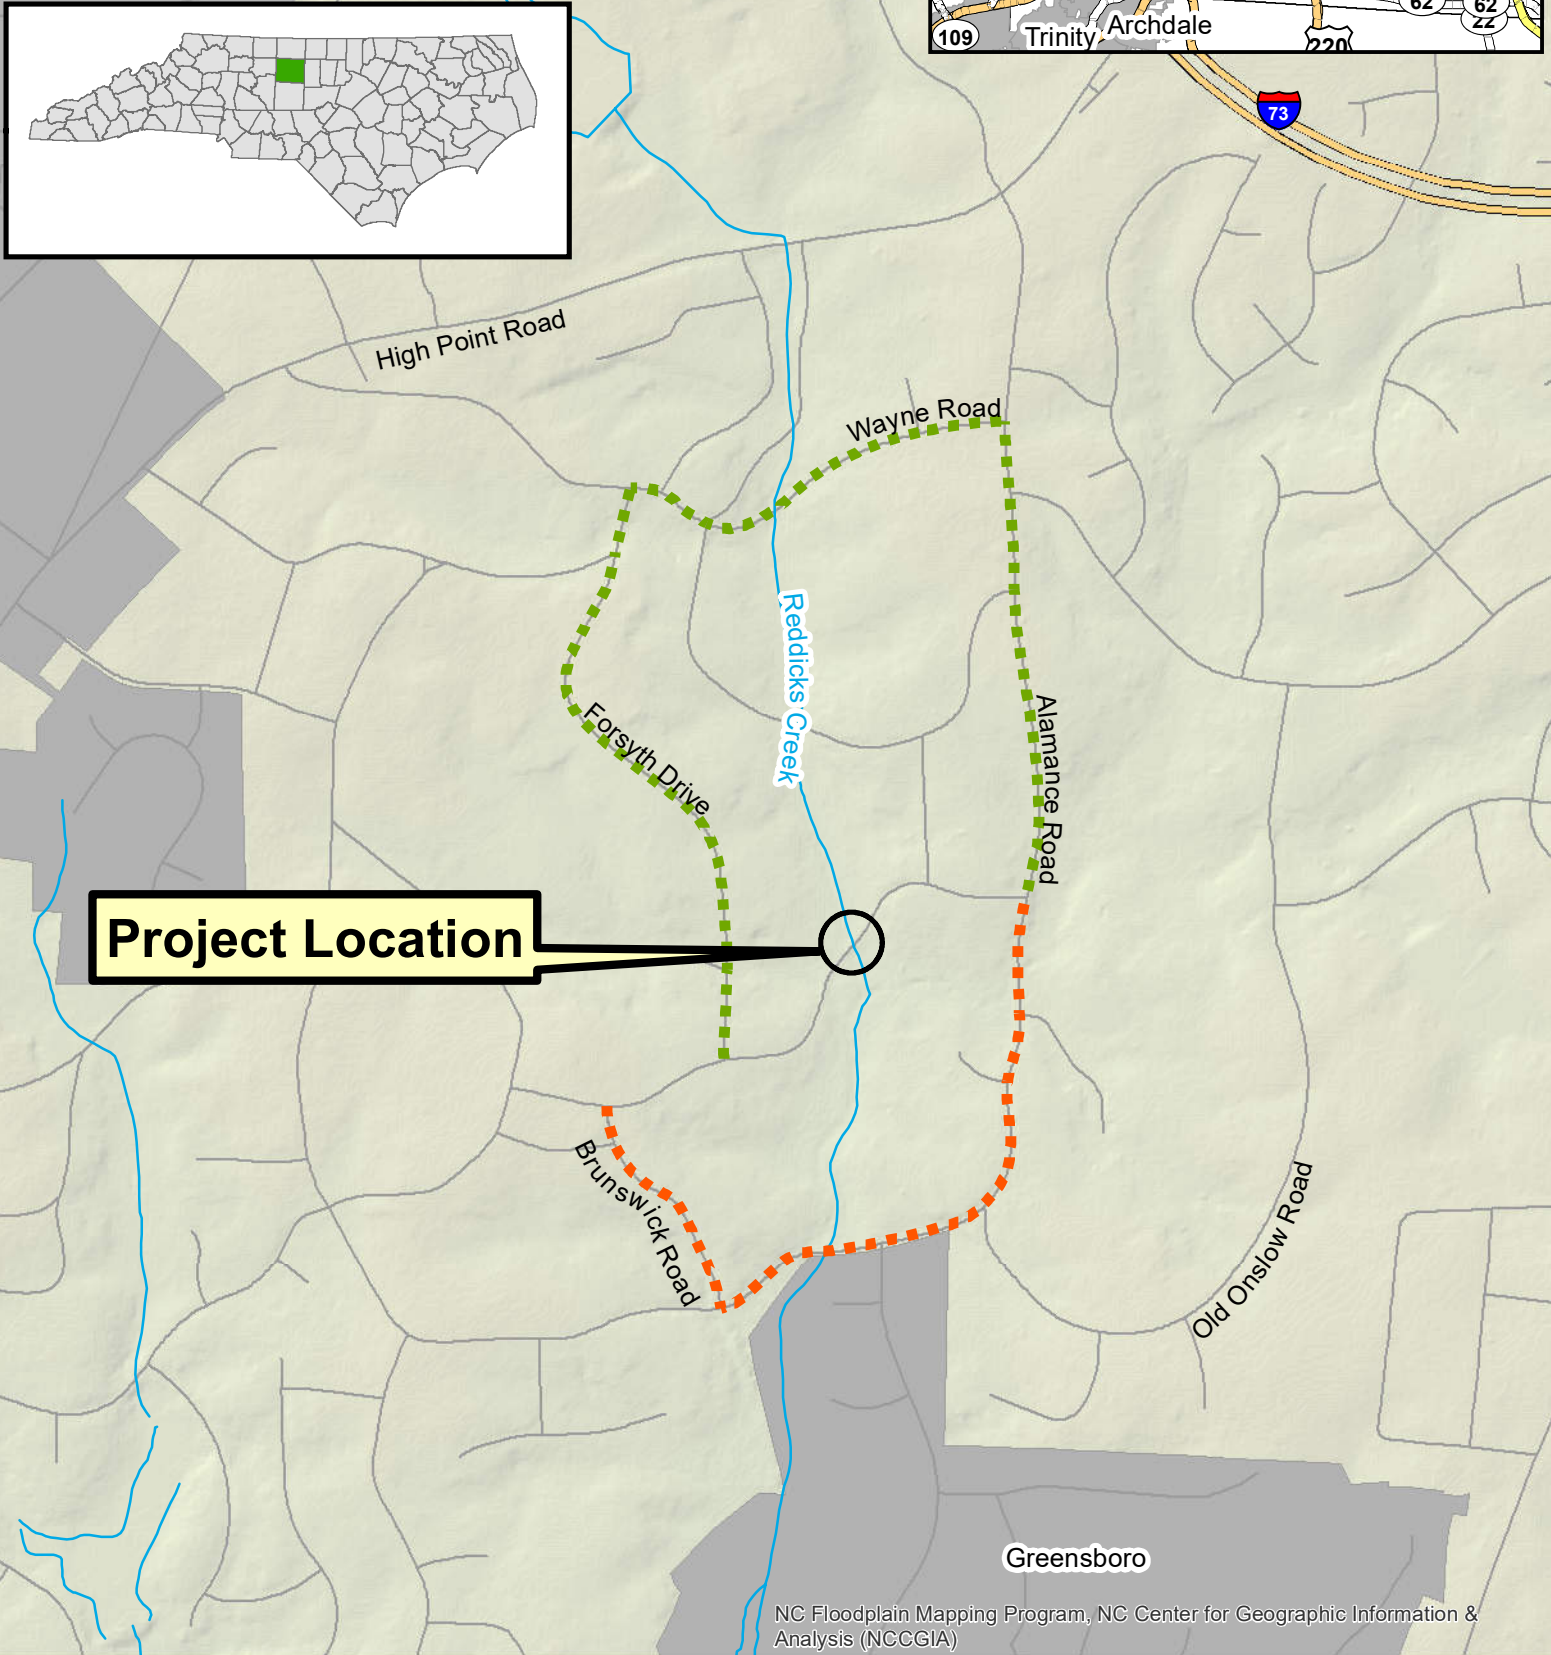 109
Trinity
Archdale
220
62
62
22
73
High Point Road
Wayne Road
Reddicks Creek
Forsyth Drive
Alamance Road
Project Location
Brunswick Road
Old Onslow Road
Greensboro
NC Floodplain Mapping Program, NC Center for Geographic Information &
Analysis (NCCGIA)